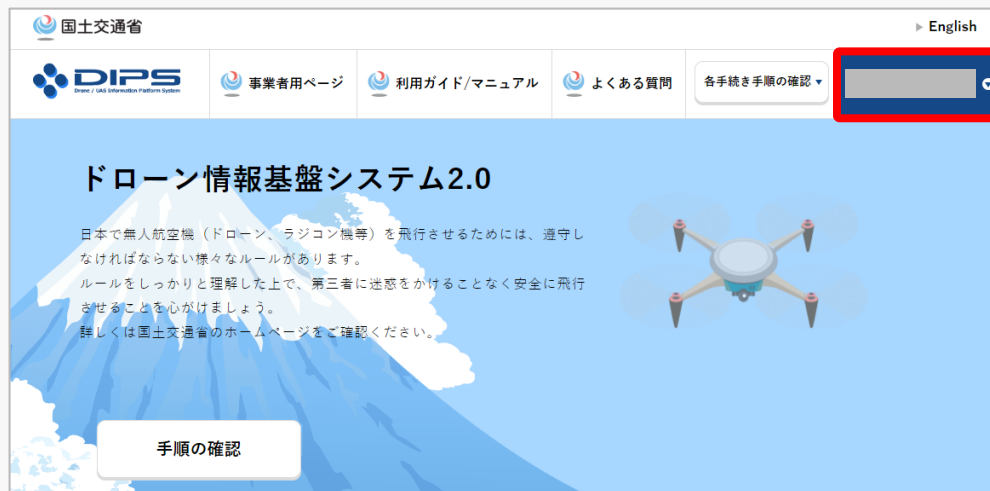 国土交通省
▶ English
DIPS
Drone / UAS Information Platform System
事業者用ページ
利用ガイド/マニュアル
よくある質問
各手続き手順の確認 ▾
ドローン情報基盤システム2.0
日本で無人航空機（ドローン、ラジコン機等）を飛行させるためには、遵守し
なければならない様々なルールがあります。
ルールをしっかりと理解した上で、第三者に迷惑をかけることなく安全に飛行
させることを心がけましょう。
詳しくは国土交通省のホームページをご確認ください。
手順の確認